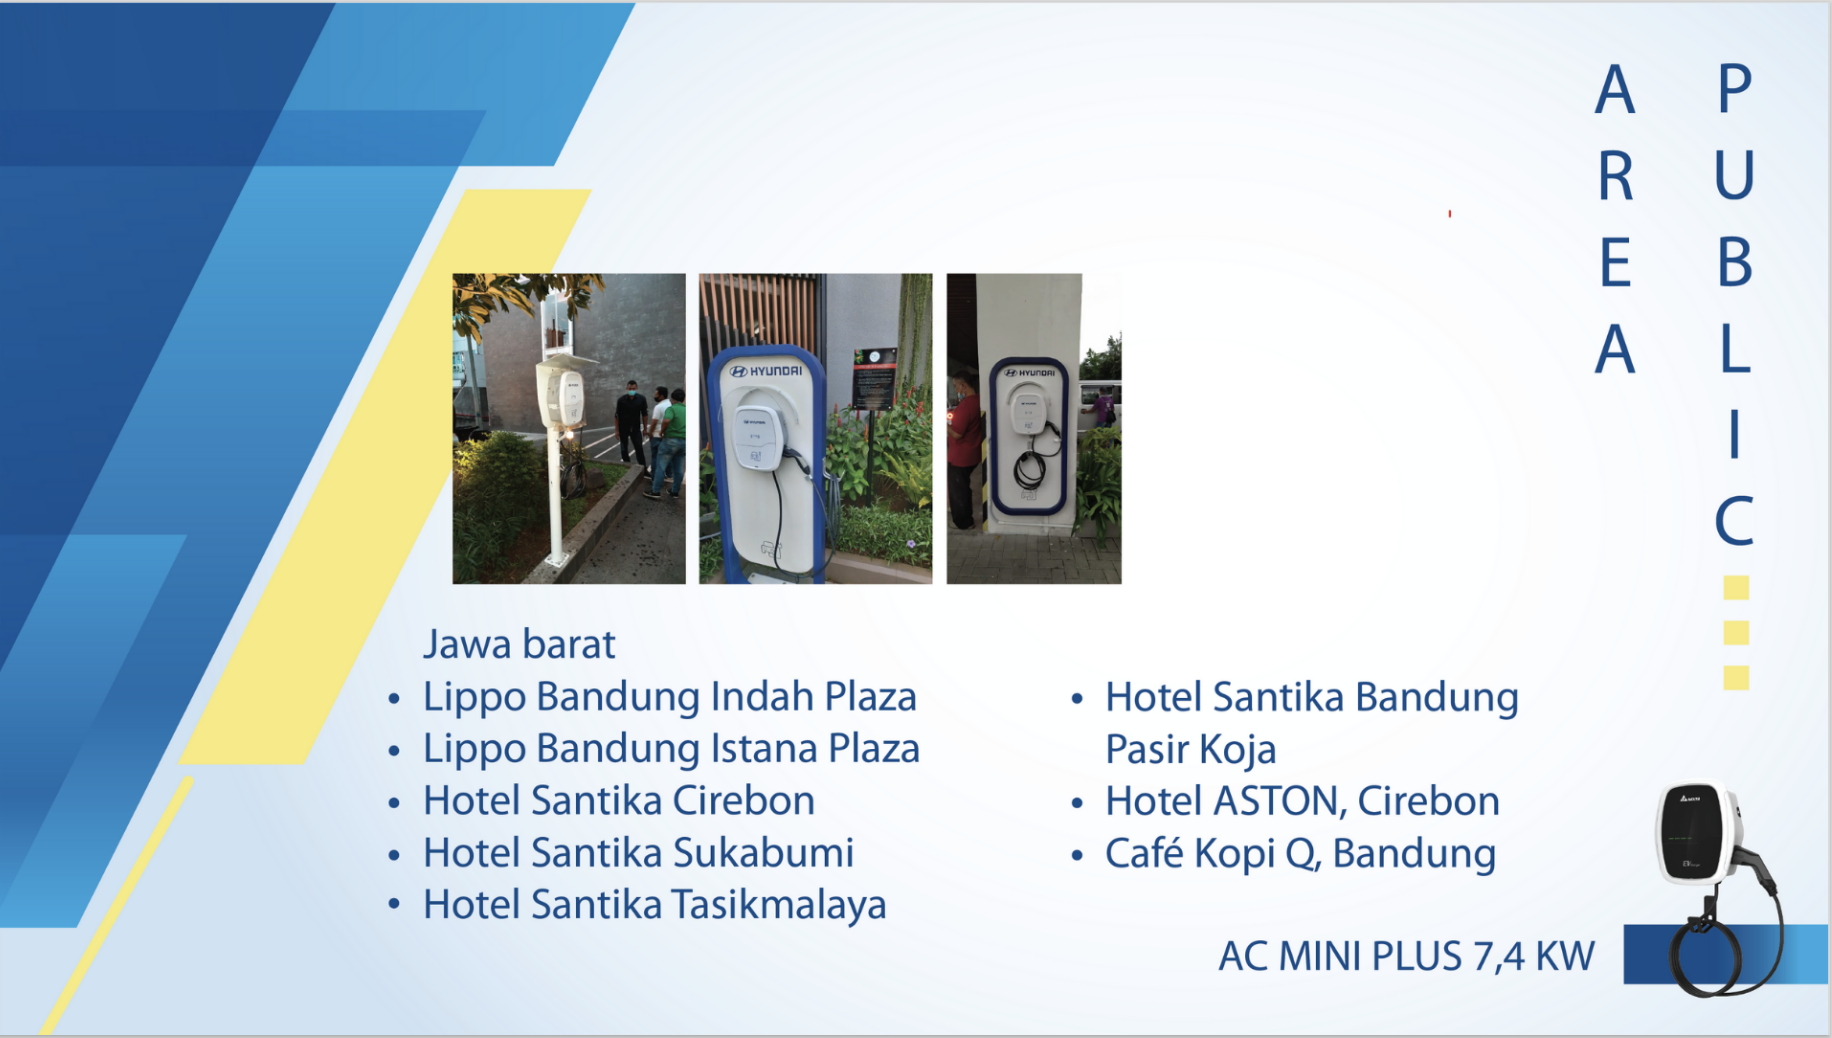 PUBLIC
AREA
HYUNDAI
HYUNDAI
Jawa barat
• Lippo Bandung Indah Plaza
• Lippo Bandung Istana Plaza
• Hotel Santika Cirebon
• Hotel Santika Sukabumi
• Hotel Santika Tasikmalaya
• Hotel Santika Bandung
Pasir Koja
• Hotel ASTON, Cirebon
• Café Kopi Q, Bandung
AC MINI PLUS 7,4 KW